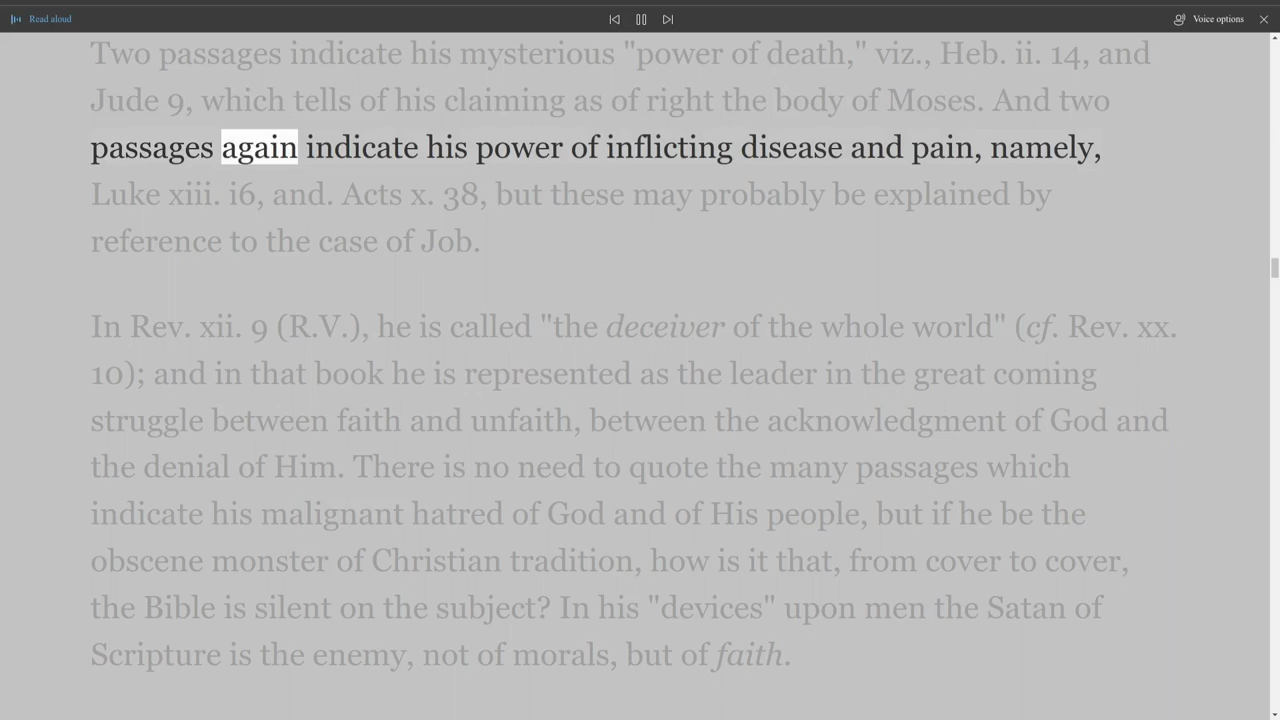 Read aloud
Voice options
Two passages indicate his mysterious "power of death," viz., Heb. ii. 14, and
Jude 9, which tells of his claiming as of right the body of Moses. And two
passages again indicate his power of inflicting disease and pain, namely,
Luke xiii. i6, and. Acts x. 38, but these may probably be explained by
reference to the case of Job.
In Rev. xii. 9 (R.V.), he is called "the deceiver of the whole world" (cf. Rev. xx.
10); and in that book he is represented as the leader in the great coming
struggle between faith and unfaith, between the acknowledgment of God and
the denial of Him. There is no need to quote the many passages which
indicate his malignant hatred of God and of His people, but if he be the
obscene monster of Christian tradition, how is it that, from cover to cover,
the Bible is silent on the subject? In his "devices" upon men the Satan of
Scripture is the enemy, not of morals, but of faith.